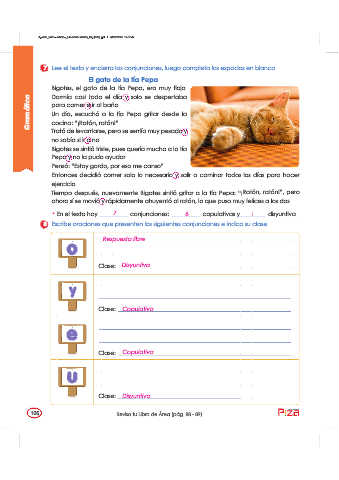 Gramática
7 Lee el texto y encierra las conjunciones, luego completa los espacios en blanco
El gato de la tía Pepa
Bigotes, el gato de la tía Pepa, era muy flojo
Dormía casi todo el día y solo se despertaba
para comer e ir al baño
Un día, escuchó a la tía Pepa gritar desde la
cocina: "¡Ratón, ratón!"
Trató de levantarse, pero se sentía muy pesado y
no sabía si ir o no
Bigotes se sintió triste, pues quería mucho a la tía
Pepa y no la pudo ayudar
Pensó: "Estoy gordo, por eso me canso"
Entonces decidió comer solo lo necesario y salir a caminar todos los días para hacer
ejercicio
Tiempo después, nuevamente Bigotes sintió gritar a la tía Pepa: "¡Ratón, ratón!", pero
ahora sí se movió y rápidamente ahuyentó al ratón, lo que puso muy felices a los dos
* En el texto hay 7 conjunciones: 6 copulativas y 1 disyuntiva
8 Escribe oraciones que presenten las siguientes conjunciones e indica su clase
Respuesta libre
o
Clase: Disyuntiva
y
Clase: Copulativa
e
Clase: Copulativa
u
Clase: Disyuntiva
Revisa tu Libro de Área (pág. 88 - 89)